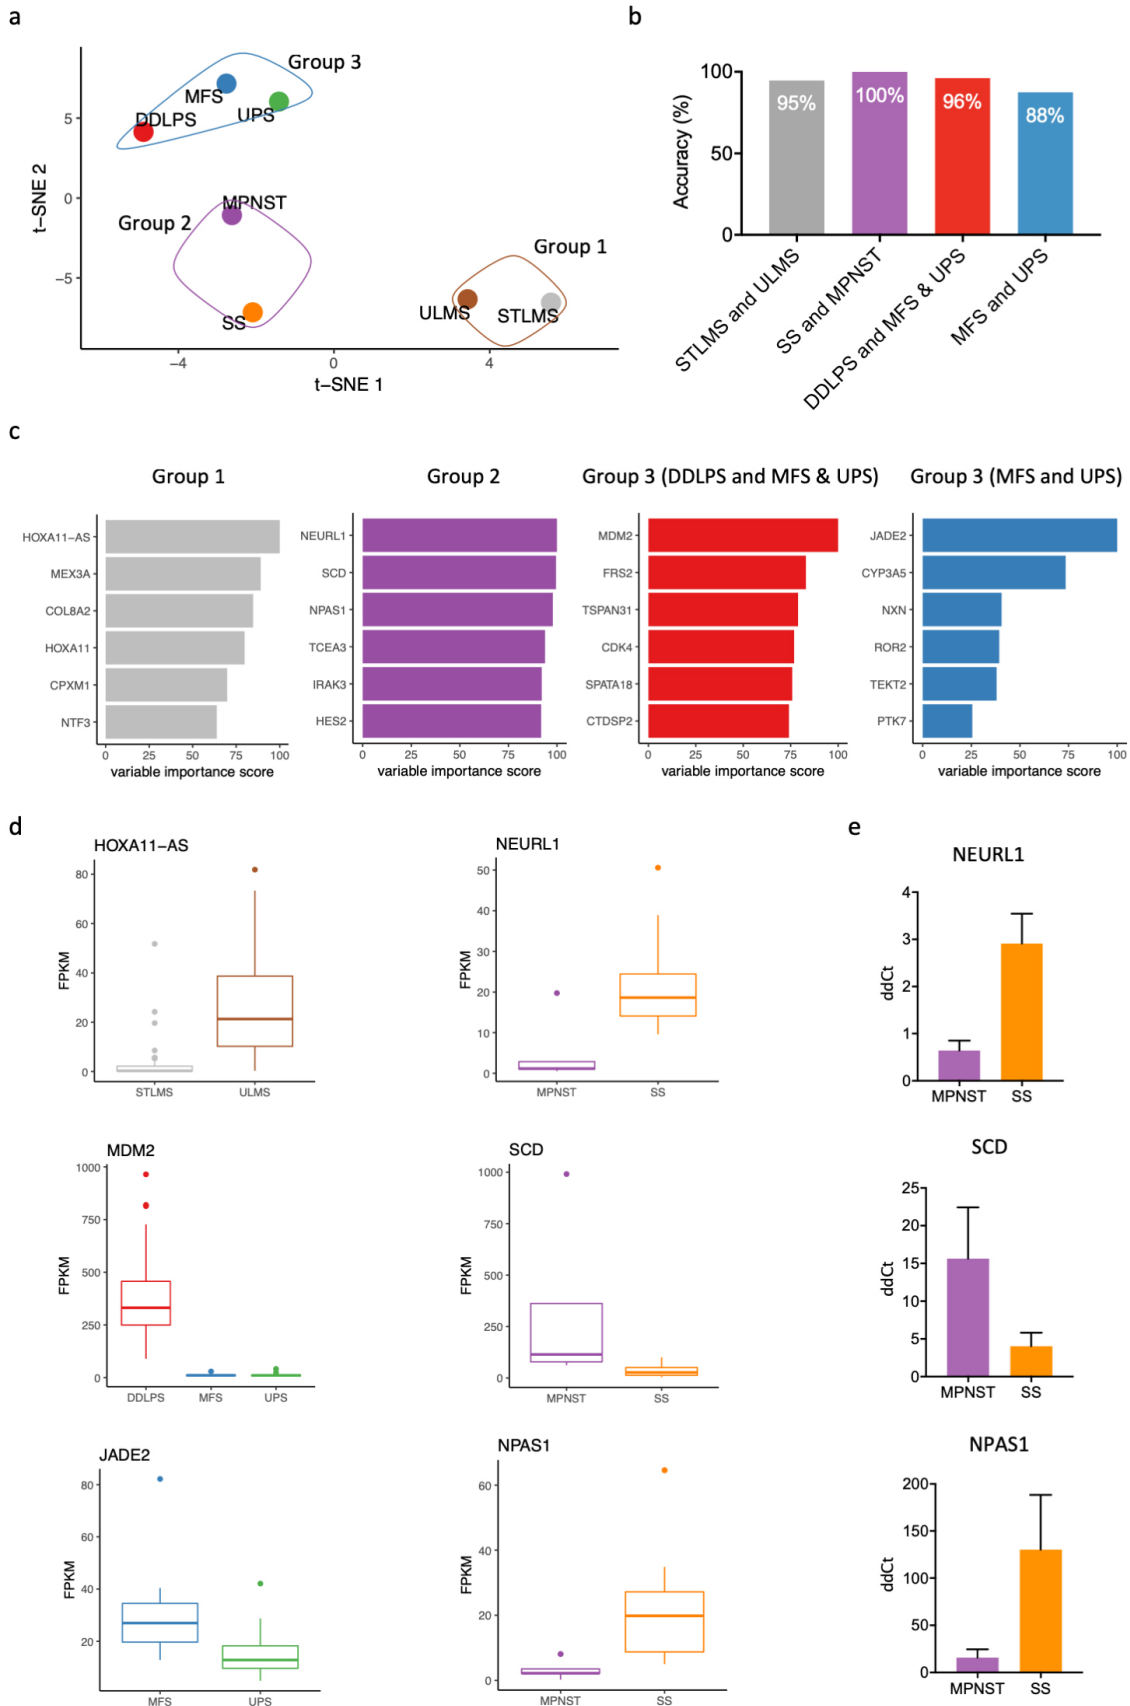 a
Group 3
MFS
DDLPS
UPS
5
0
−5
t−SNE 2
MPNST
Group 2
SS
Group 1
ULMS
STLMS
−4
0
4
t−SNE 1
b
100
50
0
Accuracy (%)
95%
100%
96%
88%
STLMS and ULMS
SS and MPNST
DDLPS and MFS & UPS
MFS and UPS
c
Group 1
HOXA11−AS
MEX3A
COL8A2
HOXA11
CPXM1
NTF3
0 25 50 75 100
variable importance score
Group 2
NEURL1
SCD
NPAS1
TCEA3
IRAK3
HES2
0 25 50 75 100
variable importance score
Group 3 (DDLPS and MFS & UPS)
MDM2
FRS2
TSPAN31
CDK4
SPATA18
CTDSP2
0 25 50 75 100
variable importance score
Group 3 (MFS and UPS)
JADE2
CYP3A5
NXN
ROR2
TEKT2
PTK7
0 25 50 75 100
variable importance score
d
HOXA11−AS
80
60
40
20
0
FPKM
STLMS ULMS
NEURL1
50
40
30
20
10
0
FPKM
MPNST SS
MDM2
1000
750
500
250
0
FPKM
DDLPS MFS UPS
SCD
1000
750
500
250
0
FPKM
MPNST SS
JADE2
80
60
40
20
FPKM
MFS UPS
NPAS1
60
40
20
0
FPKM
MPNST SS
e
NEURL1
4
3
2
1
0
ddCt
MPNST SS
SCD
25
20
15
10
5
0
ddCt
MPNST SS
NPAS1
200
150
100
50
0
ddCt
MPNST SS